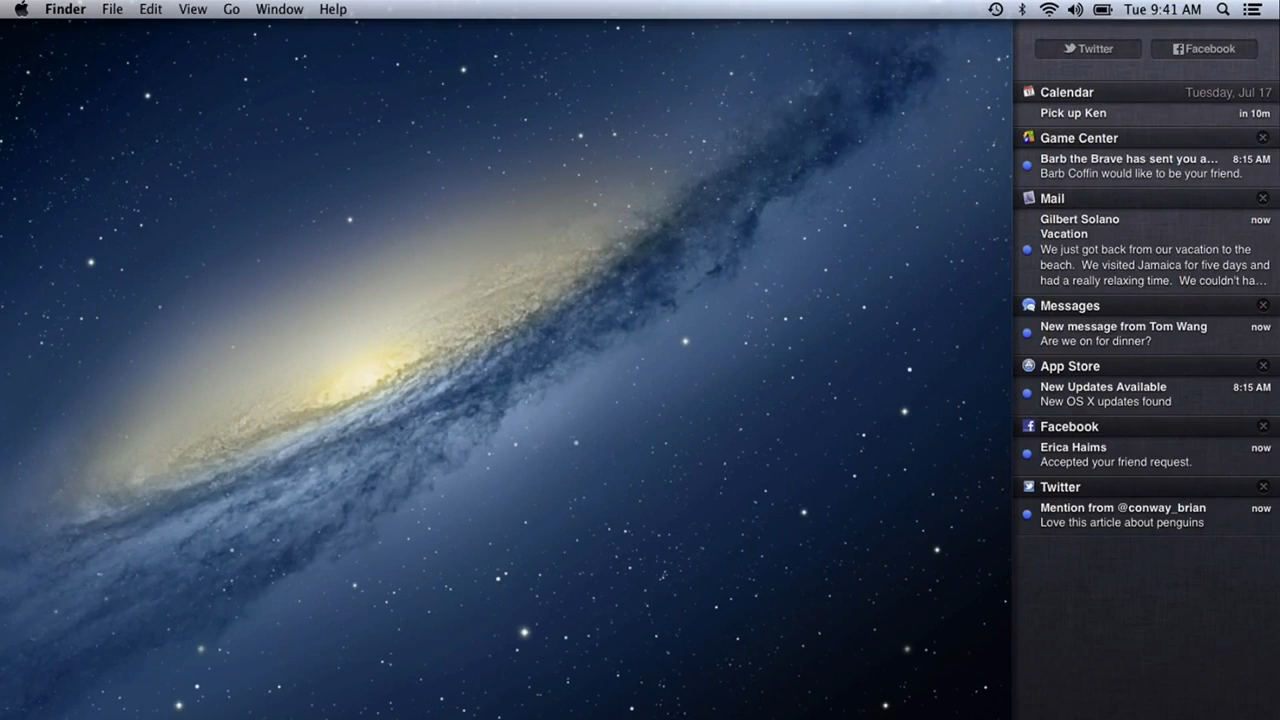 Finder File Edit View Go Window Help Tue 9:41 AM
Twitter Facebook
Calendar Tuesday, Jul 17
Pick up Ken in 10m
Game Center
Barb the Brave has sent you a... 8:15 AM
Barb Coffin would like to be your friend.
Mail
Gilbert Solano now
Vacation
We just got back from our vacation to the
beach. We visited Jamaica for five days and
had a really relaxing time. We couldn't ha...
Messages
New message from Tom Wang now
Are we on for dinner?
App Store
New Updates Available 8:15 AM
New OS X updates found
Facebook
Erica Haims now
Accepted your friend request.
Twitter
Mention from @conway_brian now
Love this article about penguins